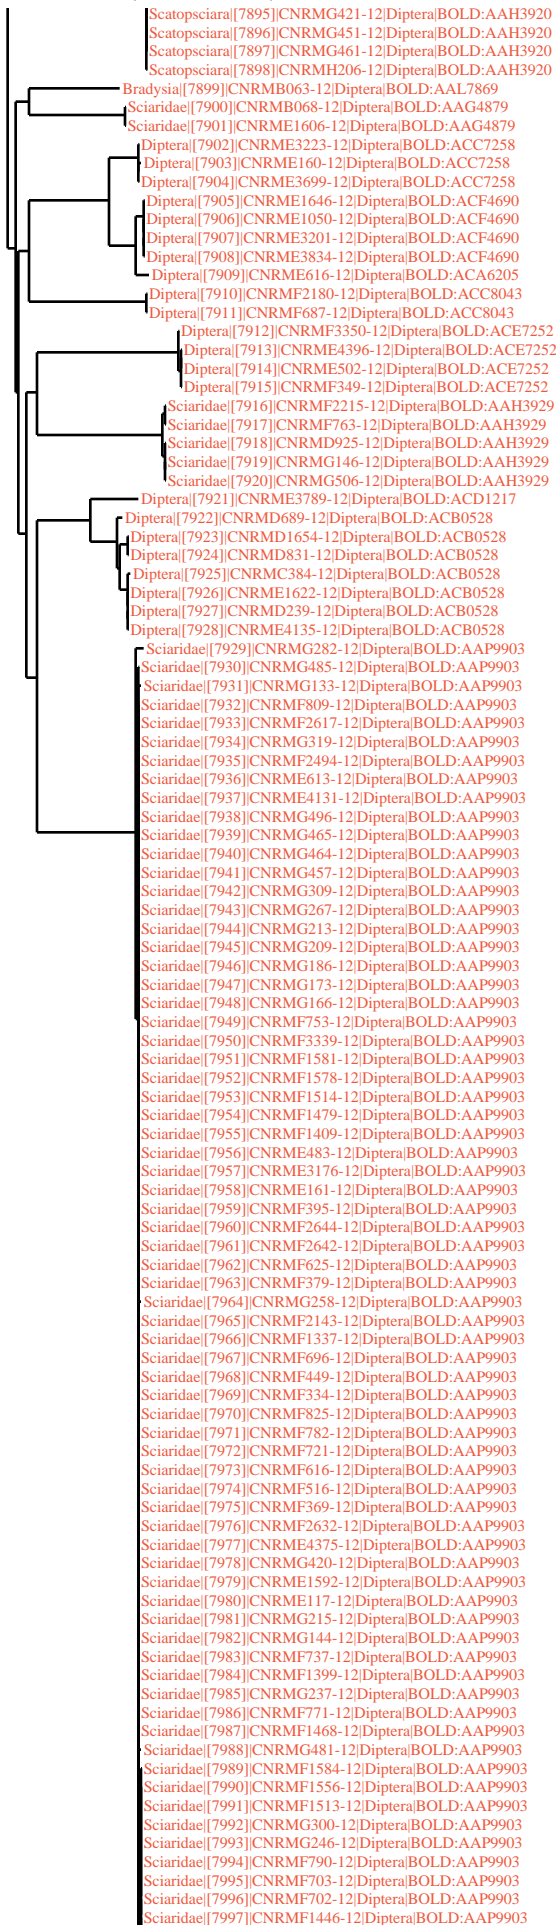 Scatopsciara|[7895]|CNRMG421-12|Diptera|BOLD:AAH3920
Scatopsciara|[7896]|CNRMG451-12|Diptera|BOLD:AAH3920
Scatopsciara|[7897]|CNRMG461-12|Diptera|BOLD:AAH3920
Scatopsciara|[7898]|CNRMH206-12|Diptera|BOLD:AAH3920
Bradysia|[7899]|CNRMB063-12|Diptera|BOLD:AAL7869
Sciaridae|[7900]|CNRMB068-12|Diptera|BOLD:AAG4879
Sciaridae|[7901]|CNRME1606-12|Diptera|BOLD:AAG4879
Diptera|[7902]|CNRME3223-12|Diptera|BOLD:ACC7258
Diptera|[7903]|CNRME160-12|Diptera|BOLD:ACC7258
Diptera|[7904]|CNRME3699-12|Diptera|BOLD:ACC7258
Diptera|[7905]|CNRME1646-12|Diptera|BOLD:ACF4690
Diptera|[7906]|CNRME1050-12|Diptera|BOLD:ACF4690
Diptera|[7907]|CNRME3201-12|Diptera|BOLD:ACF4690
Diptera|[7908]|CNRME3834-12|Diptera|BOLD:ACF4690
Diptera|[7909]|CNRME616-12|Diptera|BOLD:ACA6205
Diptera|[7910]|CNRMF2180-12|Diptera|BOLD:ACC8043
Diptera|[7911]|CNRMF687-12|Diptera|BOLD:ACC8043
Diptera|[7912]|CNRMF3350-12|Diptera|BOLD:ACE7252
Diptera|[7913]|CNRME4396-12|Diptera|BOLD:ACE7252
Diptera|[7914]|CNRME502-12|Diptera|BOLD:ACE7252
Diptera|[7915]|CNRMF349-12|Diptera|BOLD:ACE7252
Sciaridae|[7916]|CNRMF2215-12|Diptera|BOLD:AAH3929
Sciaridae|[7917]|CNRMF763-12|Diptera|BOLD:AAH3929
Sciaridae|[7918]|CNRMD925-12|Diptera|BOLD:AAH3929
Sciaridae|[7919]|CNRMG146-12|Diptera|BOLD:AAH3929
Sciaridae|[7920]|CNRMG506-12|Diptera|BOLD:AAH3929
Diptera|[7921]|CNRME3789-12|Diptera|BOLD:ACD1217
Diptera|[7922]|CNRMD689-12|Diptera|BOLD:ACB0528
Diptera|[7923]|CNRMD1654-12|Diptera|BOLD:ACB0528
Diptera|[7924]|CNRMD831-12|Diptera|BOLD:ACB0528
Diptera|[7925]|CNRMC384-12|Diptera|BOLD:ACB0528
Diptera|[7926]|CNRME1622-12|Diptera|BOLD:ACB0528
Diptera|[7927]|CNRMD239-12|Diptera|BOLD:ACB0528
Diptera|[7928]|CNRME4135-12|Diptera|BOLD:ACB0528
Sciaridae|[7929]|CNRMG282-12|Diptera|BOLD:AAP9903
Sciaridae|[7930]|CNRMG485-12|Diptera|BOLD:AAP9903
Sciaridae|[7931]|CNRMG133-12|Diptera|BOLD:AAP9903
Sciaridae|[7932]|CNRMF809-12|Diptera|BOLD:AAP9903
Sciaridae|[7933]|CNRMF2617-12|Diptera|BOLD:AAP9903
Sciaridae|[7934]|CNRMG319-12|Diptera|BOLD:AAP9903
Sciaridae|[7935]|CNRMF2494-12|Diptera|BOLD:AAP9903
Sciaridae|[7936]|CNRME613-12|Diptera|BOLD:AAP9903
Sciaridae|[7937]|CNRME4131-12|Diptera|BOLD:AAP9903
Sciaridae|[7938]|CNRMG496-12|Diptera|BOLD:AAP9903
Sciaridae|[7939]|CNRMG465-12|Diptera|BOLD:AAP9903
Sciaridae|[7940]|CNRMG464-12|Diptera|BOLD:AAP9903
Sciaridae|[7941]|CNRMG457-12|Diptera|BOLD:AAP9903
Sciaridae|[7942]|CNRMG309-12|Diptera|BOLD:AAP9903
Sciaridae|[7943]|CNRMG267-12|Diptera|BOLD:AAP9903
Sciaridae|[7944]|CNRMG213-12|Diptera|BOLD:AAP9903
Sciaridae|[7945]|CNRMG209-12|Diptera|BOLD:AAP9903
Sciaridae|[7946]|CNRMG186-12|Diptera|BOLD:AAP9903
Sciaridae|[7947]|CNRMG173-12|Diptera|BOLD:AAP9903
Sciaridae|[7948]|CNRMG166-12|Diptera|BOLD:AAP9903
Sciaridae|[7949]|CNRMF753-12|Diptera|BOLD:AAP9903
Sciaridae|[7950]|CNRMF3339-12|Diptera|BOLD:AAP9903
Sciaridae|[7951]|CNRMF1581-12|Diptera|BOLD:AAP9903
Sciaridae|[7952]|CNRMF1578-12|Diptera|BOLD:AAP9903
Sciaridae|[7953]|CNRMF1514-12|Diptera|BOLD:AAP9903
Sciaridae|[7954]|CNRMF1479-12|Diptera|BOLD:AAP9903
Sciaridae|[7955]|CNRMF1409-12|Diptera|BOLD:AAP9903
Sciaridae|[7956]|CNRME483-12|Diptera|BOLD:AAP9903
Sciaridae|[7957]|CNRME3176-12|Diptera|BOLD:AAP9903
Sciaridae|[7958]|CNRME161-12|Diptera|BOLD:AAP9903
Sciaridae|[7959]|CNRMF395-12|Diptera|BOLD:AAP9903
Sciaridae|[7960]|CNRMF2644-12|Diptera|BOLD:AAP9903
Sciaridae|[7961]|CNRMF2642-12|Diptera|BOLD:AAP9903
Sciaridae|[7962]|CNRMF625-12|Diptera|BOLD:AAP9903
Sciaridae|[7963]|CNRMF379-12|Diptera|BOLD:AAP9903
Sciaridae|[7964]|CNRMG258-12|Diptera|BOLD:AAP9903
Sciaridae|[7965]|CNRMF2143-12|Diptera|BOLD:AAP9903
Sciaridae|[7966]|CNRMF1337-12|Diptera|BOLD:AAP9903
Sciaridae|[7967]|CNRMF696-12|Diptera|BOLD:AAP9903
Sciaridae|[7968]|CNRMF449-12|Diptera|BOLD:AAP9903
Sciaridae|[7969]|CNRMF334-12|Diptera|BOLD:AAP9903
Sciaridae|[7970]|CNRMF825-12|Diptera|BOLD:AAP9903
Sciaridae|[7971]|CNRMF782-12|Diptera|BOLD:AAP9903
Sciaridae|[7972]|CNRMF721-12|Diptera|BOLD:AAP9903
Sciaridae|[7973]|CNRMF616-12|Diptera|BOLD:AAP9903
Sciaridae|[7974]|CNRMF516-12|Diptera|BOLD:AAP9903
Sciaridae|[7975]|CNRMF369-12|Diptera|BOLD:AAP9903
Sciaridae|[7976]|CNRMF2632-12|Diptera|BOLD:AAP9903
Sciaridae|[7977]|CNRME4375-12|Diptera|BOLD:AAP9903
Sciaridae|[7978]|CNRMG420-12|Diptera|BOLD:AAP9903
Sciaridae|[7979]|CNRME1592-12|Diptera|BOLD:AAP9903
Sciaridae|[7980]|CNRME117-12|Diptera|BOLD:AAP9903
Sciaridae|[7981]|CNRMG215-12|Diptera|BOLD:AAP9903
Sciaridae|[7982]|CNRMG144-12|Diptera|BOLD:AAP9903
Sciaridae|[7983]|CNRMF737-12|Diptera|BOLD:AAP9903
Sciaridae|[7984]|CNRMF1399-12|Diptera|BOLD:AAP9903
Sciaridae|[7985]|CNRMG237-12|Diptera|BOLD:AAP9903
Sciaridae|[7986]|CNRMF771-12|Diptera|BOLD:AAP9903
Sciaridae|[7987]|CNRMF1468-12|Diptera|BOLD:AAP9903
Sciaridae|[7988]|CNRMG481-12|Diptera|BOLD:AAP9903
Sciaridae|[7989]|CNRMF1584-12|Diptera|BOLD:AAP9903
Sciaridae|[7990]|CNRMF1556-12|Diptera|BOLD:AAP9903
Sciaridae|[7991]|CNRMF1513-12|Diptera|BOLD:AAP9903
Sciaridae|[7992]|CNRMG300-12|Diptera|BOLD:AAP9903
Sciaridae|[7993]|CNRMG246-12|Diptera|BOLD:AAP9903
Sciaridae|[7994]|CNRMF790-12|Diptera|BOLD:AAP9903
Sciaridae|[7995]|CNRMF703-12|Diptera|BOLD:AAP9903
Sciaridae|[7996]|CNRMF702-12|Diptera|BOLD:AAP9903
Sciaridae|[7997]|CNRMF1446-12|Diptera|BOLD:AAP9903